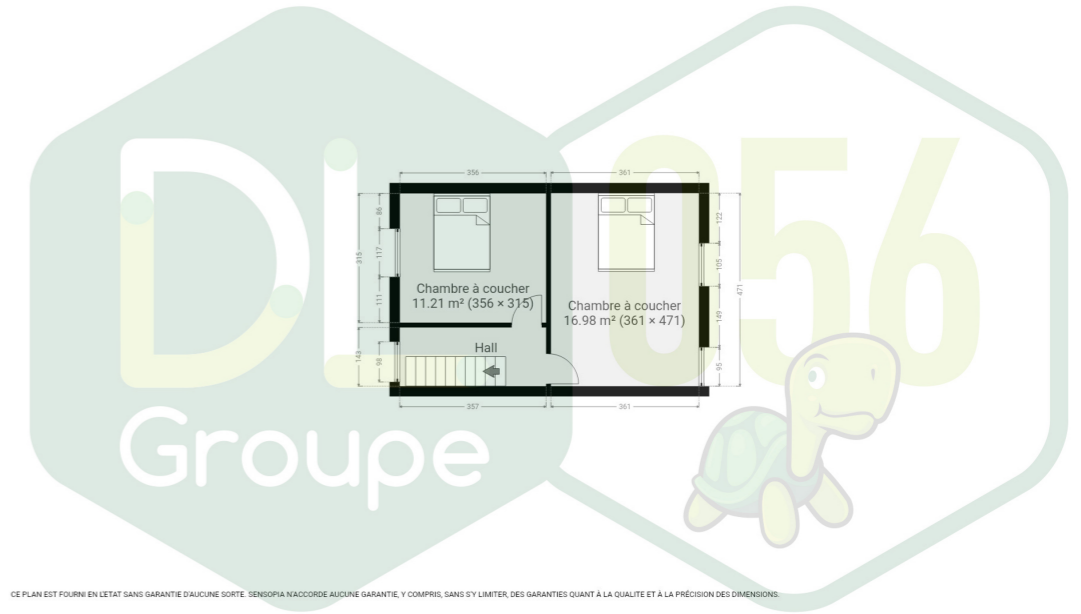 DL 056
Groupe
356
361
86
117
111
315
143
98
122
105
149
95
471
Chambre à coucher
11.21 m² (356 × 315)
Chambre à coucher
16.98 m² (361 × 471)
Hall
357
361
CE PLAN EST FOURNI EN L'ETAT SANS GARANTIE D'AUCUNE SORTE. SENSOPIA N'ACCORDE AUCUNE GARANTIE, Y COMPRIS, SANS S'Y LIMITER, DES GARANTIES QUANT À LA QUALITE ET À LA PRÉCISION DES DIMENSIONS.